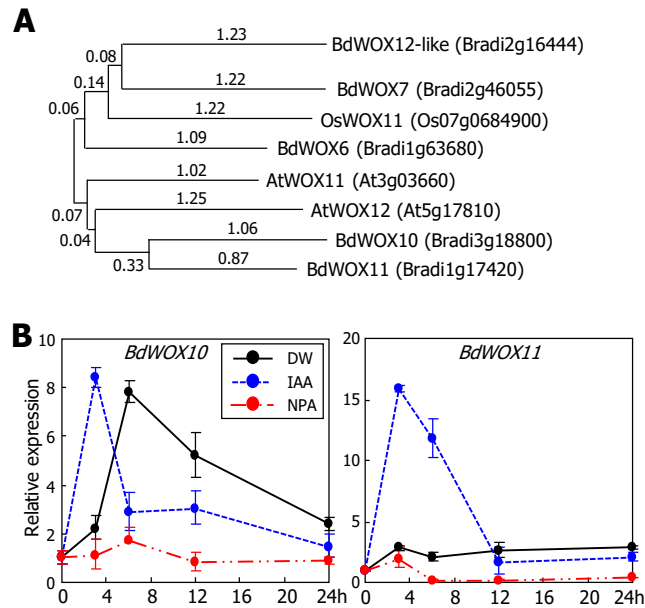 A
1.23
BdWOX12-like (Bradi2g16444)
0.08
1.22
BdWOX7 (Bradi2g46055)
0.14
1.22
OsWOX11 (Os07g0684900)
0.06
1.09
BdWOX6 (Bradi1g63680)
1.02
AtWOX11 (At3g03660)
1.25
AtWOX12 (At5g17810)
0.07
0.04
1.06
BdWOX10 (Bradi3g18800)
0.33
0.87
BdWOX11 (Bradi1g17420)
B
Relative expression
10
8
6
4
2
0
BdWOX10
DW
IAA
NPA
0 4 8 12 16 20 24h
20
15
10
5
0
BdWOX11
0 4 8 12 16 20 24h